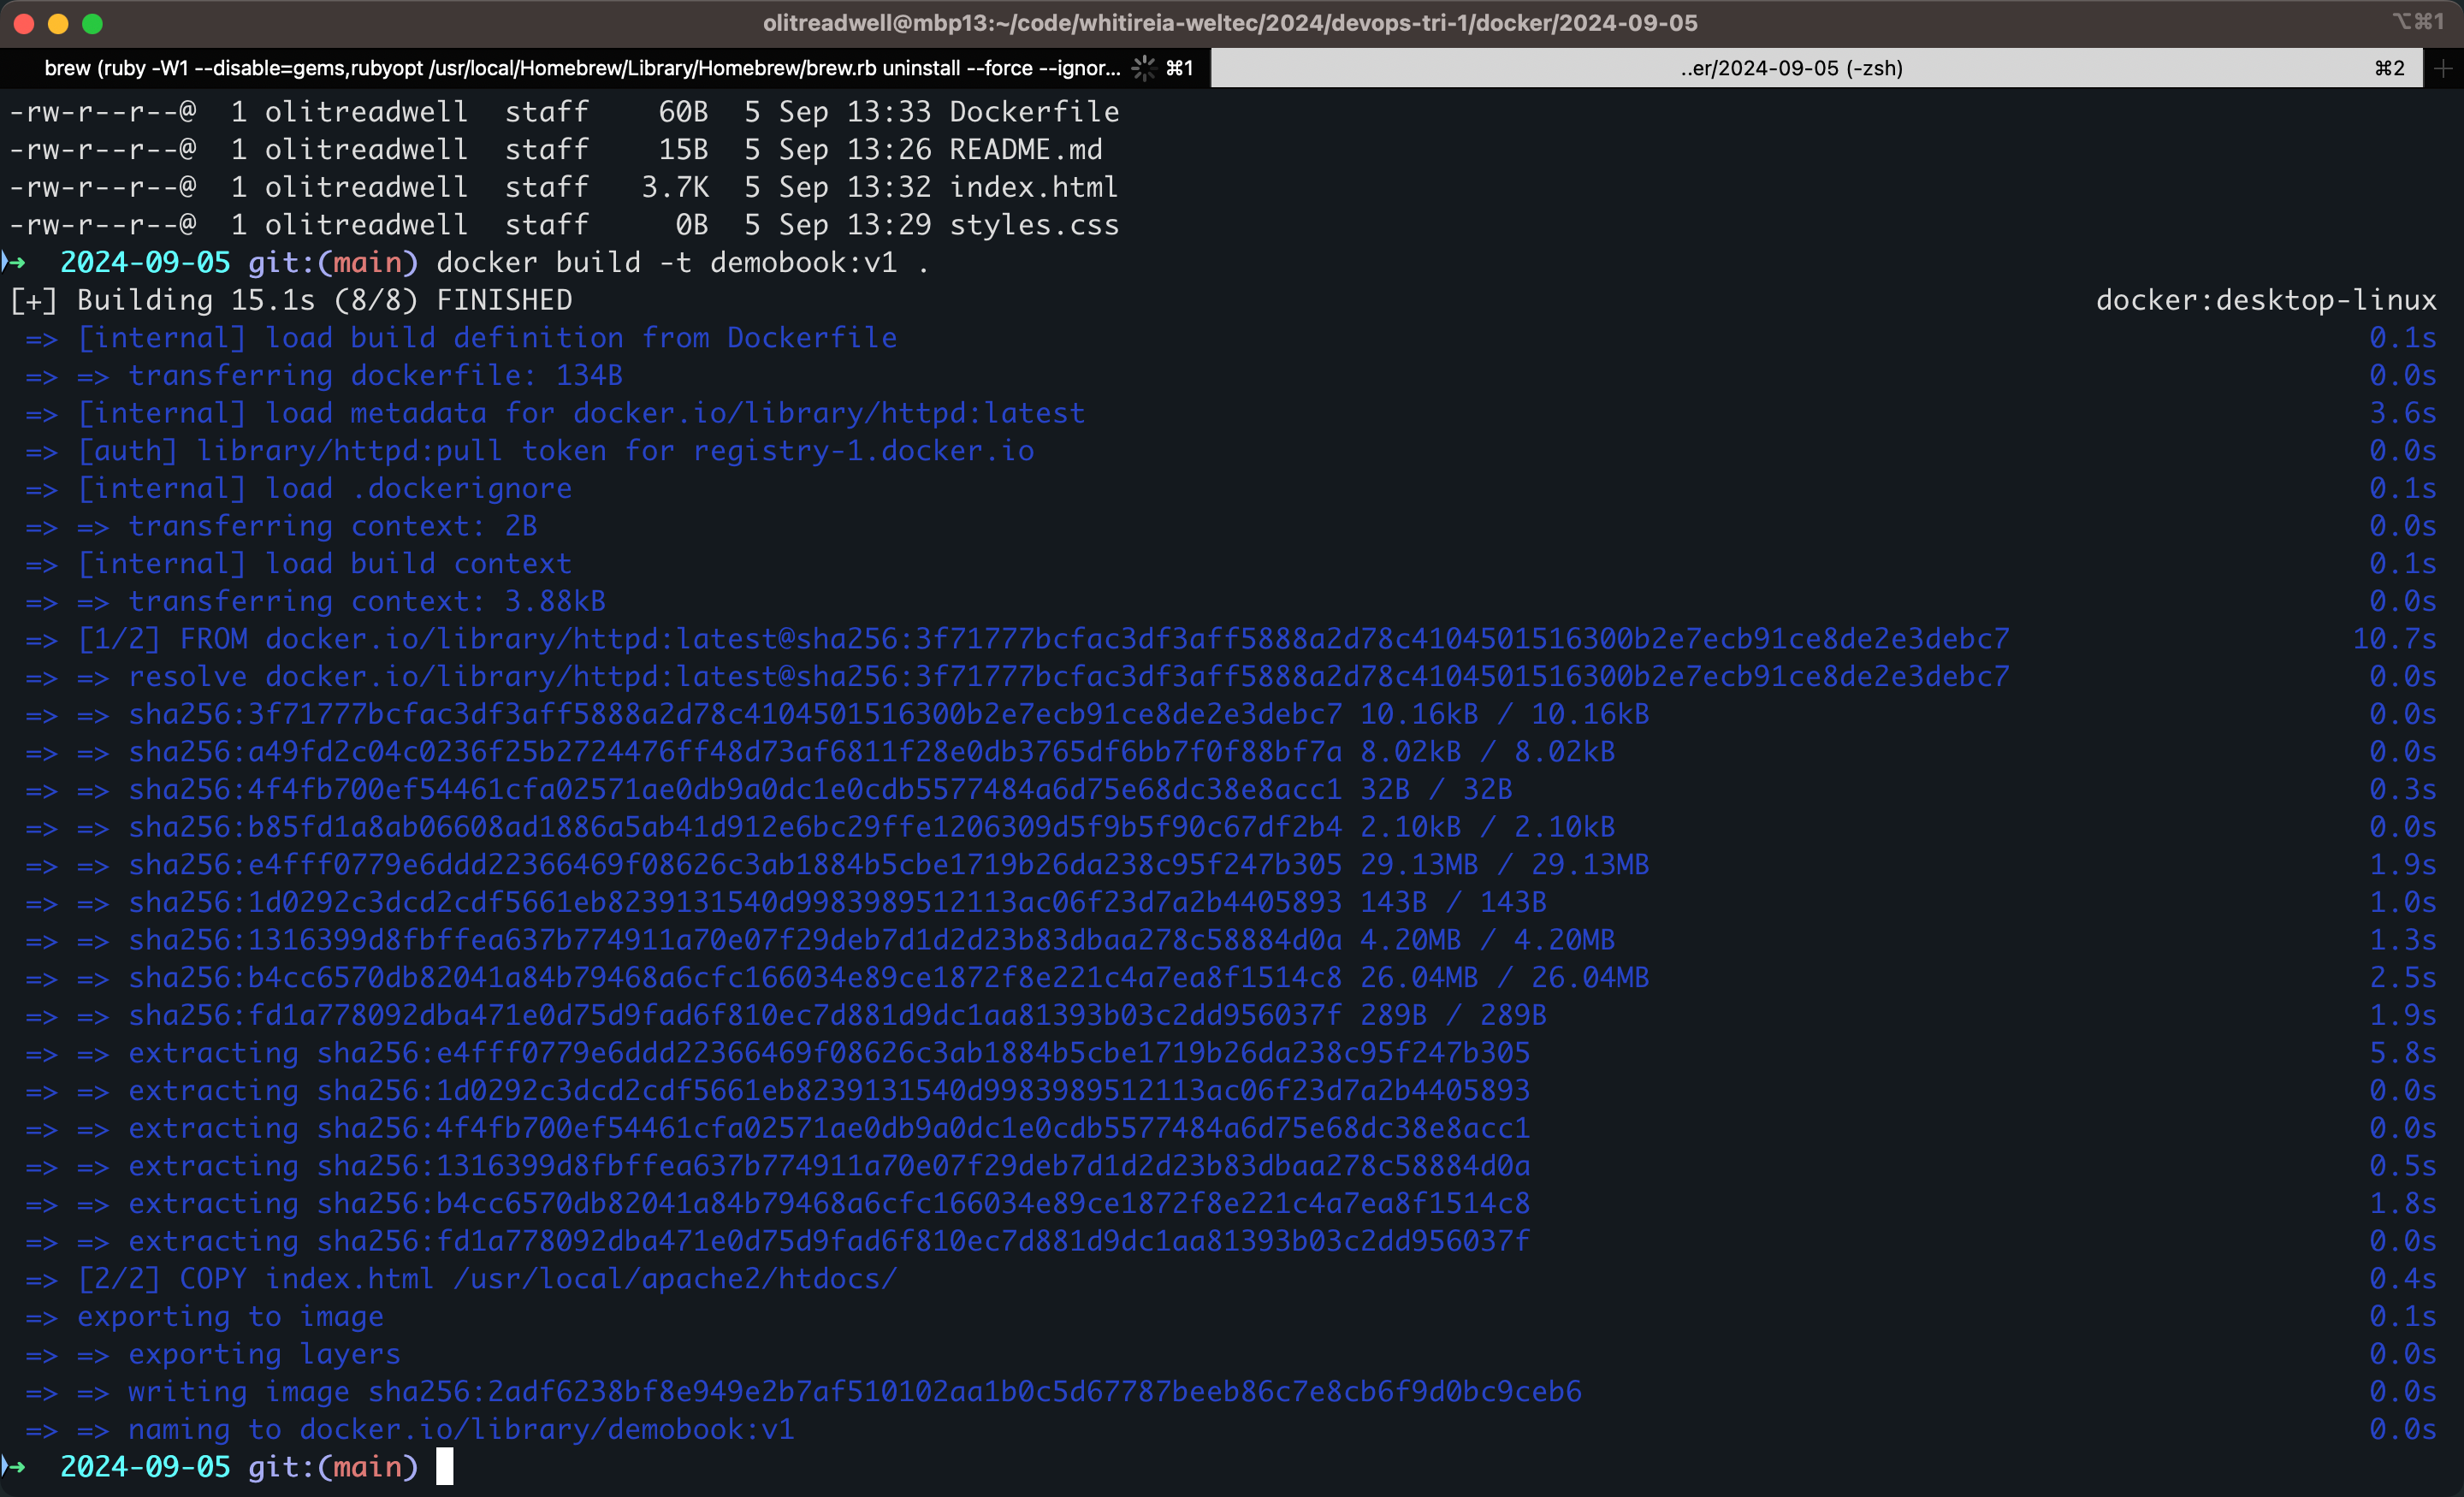 olitreadwell@mbp13:~/code/whitireia-weltec/2024/devops-tri-1/docker/2024-09-05 ⌥⌘1
brew (ruby -W1 --disable=gems,rubyopt /usr/local/Homebrew/Library/Homebrew/brew.rb uninstall --force --ignor... ⌘1 ..er/2024-09-05 (-zsh) ⌘2 +
-rw-r--r--@  1 olitreadwell  staff    60B  5 Sep 13:33 Dockerfile
-rw-r--r--@  1 olitreadwell  staff    15B  5 Sep 13:26 README.md
-rw-r--r--@  1 olitreadwell  staff   3.7K  5 Sep 13:32 index.html
-rw-r--r--@  1 olitreadwell  staff     0B  5 Sep 13:29 styles.css
➜  2024-09-05 git:(main) docker build -t demobook:v1 .
[+] Building 15.1s (8/8) FINISHED docker:desktop-linux
=> [internal] load build definition from Dockerfile 0.1s
=> => transferring dockerfile: 134B 0.0s
=> [internal] load metadata for docker.io/library/httpd:latest 3.6s
=> [auth] library/httpd:pull token for registry-1.docker.io 0.0s
=> [internal] load .dockerignore 0.1s
=> => transferring context: 2B 0.0s
=> [internal] load build context 0.1s
=> => transferring context: 3.88kB 0.0s
=> [1/2] FROM docker.io/library/httpd:latest@sha256:3f71777bcfac3df3aff5888a2d78c4104501516300b2e7ecb91ce8de2e3debc7 10.7s
=> => resolve docker.io/library/httpd:latest@sha256:3f71777bcfac3df3aff5888a2d78c4104501516300b2e7ecb91ce8de2e3debc7 0.0s
=> => sha256:3f71777bcfac3df3aff5888a2d78c4104501516300b2e7ecb91ce8de2e3debc7 10.16kB / 10.16kB 0.0s
=> => sha256:a49fd2c04c0236f25b2724476ff48d73af6811f28e0db3765df6bb7f0f88bf7a 8.02kB / 8.02kB 0.0s
=> => sha256:4f4fb700ef54461cfa02571ae0db9a0dc1e0cdb5577484a6d75e68dc38e8acc1 32B / 32B 0.3s
=> => sha256:b85fd1a8ab06608ad1886a5ab41d912e6bc29ffe1206309d5f9b5f90c67df2b4 2.10kB / 2.10kB 0.0s
=> => sha256:e4fff0779e6ddd22366469f08626c3ab1884b5cbe1719b26da238c95f247b305 29.13MB / 29.13MB 1.9s
=> => sha256:1d0292c3dcd2cdf5661eb8239131540d9983989512113ac06f23d7a2b4405893 143B / 143B 1.0s
=> => sha256:1316399d8fbffea637b774911a70e07f29deb7d1d2d23b83dbaa278c58884d0a 4.20MB / 4.20MB 1.3s
=> => sha256:b4cc6570db82041a84b79468a6cfc166034e89ce1872f8e221c4a7ea8f1514c8 26.04MB / 26.04MB 2.5s
=> => sha256:fd1a778092dba471e0d75d9fad6f810ec7d881d9dc1aa81393b03c2dd956037f 289B / 289B 1.9s
=> => extracting sha256:e4fff0779e6ddd22366469f08626c3ab1884b5cbe1719b26da238c95f247b305 5.8s
=> => extracting sha256:1d0292c3dcd2cdf5661eb8239131540d9983989512113ac06f23d7a2b4405893 0.0s
=> => extracting sha256:4f4fb700ef54461cfa02571ae0db9a0dc1e0cdb5577484a6d75e68dc38e8acc1 0.0s
=> => extracting sha256:1316399d8fbffea637b774911a70e07f29deb7d1d2d23b83dbaa278c58884d0a 0.5s
=> => extracting sha256:b4cc6570db82041a84b79468a6cfc166034e89ce1872f8e221c4a7ea8f1514c8 1.8s
=> => extracting sha256:fd1a778092dba471e0d75d9fad6f810ec7d881d9dc1aa81393b03c2dd956037f 0.0s
=> [2/2] COPY index.html /usr/local/apache2/htdocs/ 0.4s
=> exporting to image 0.1s
=> => exporting layers 0.0s
=> => writing image sha256:2adf6238bf8e949e2b7af510102aa1b0c5d67787beeb86c7e8cb6f9d0bc9ceb6 0.0s
=> => naming to docker.io/library/demobook:v1 0.0s
➜  2024-09-05 git:(main)